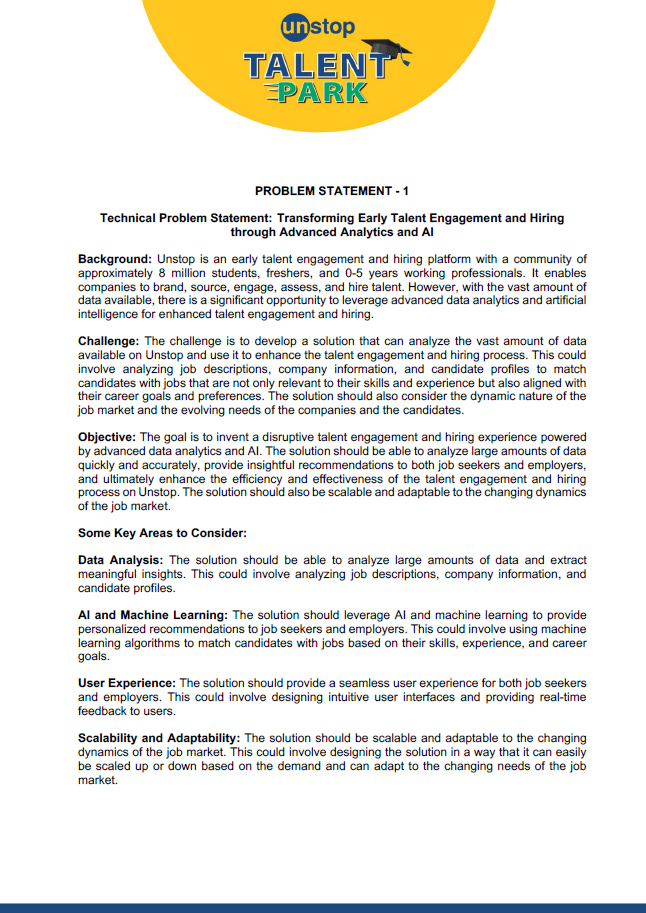 unstop
TALENT
PARK
PROBLEM STATEMENT - 1
Technical Problem Statement: Transforming Early Talent Engagement and Hiring
through Advanced Analytics and AI
Background: Unstop is an early talent engagement and hiring platform with a community of
approximately 8 million students, freshers, and 0-5 years working professionals. It enables
companies to brand, source, engage, assess, and hire talent. However, with the vast amount of
data available, there is a significant opportunity to leverage advanced data analytics and artificial
intelligence for enhanced talent engagement and hiring.
Challenge: The challenge is to develop a solution that can analyze the vast amount of data
available on Unstop and use it to enhance the talent engagement and hiring process. This could
involve analyzing job descriptions, company information, and candidate profiles to match
candidates with jobs that are not only relevant to their skills and experience but also aligned with
their career goals and preferences. The solution should also consider the dynamic nature of the
job market and the evolving needs of the companies and the candidates.
Objective: The goal is to invent a disruptive talent engagement and hiring experience powered
by advanced data analytics and AI. The solution should be able to analyze large amounts of data
quickly and accurately, provide insightful recommendations to both job seekers and employers,
and ultimately enhance the efficiency and effectiveness of the talent engagement and hiring
process on Unstop. The solution should also be scalable and adaptable to the changing dynamics
of the job market.
Some Key Areas to Consider:
Data Analysis: The solution should be able to analyze large amounts of data and extract
meaningful insights. This could involve analyzing job descriptions, company information, and
candidate profiles.
AI and Machine Learning: The solution should leverage AI and machine learning to provide
personalized recommendations to job seekers and employers. This could involve using machine
learning algorithms to match candidates with jobs based on their skills, experience, and career
goals.
User Experience: The solution should provide a seamless user experience for both job seekers
and employers. This could involve designing intuitive user interfaces and providing real-time
feedback to users.
Scalability and Adaptability: The solution should be scalable and adaptable to the changing
dynamics of the job market. This could involve designing the solution in a way that it can easily
be scaled up or down based on the demand and can adapt to the changing needs of the job
market.